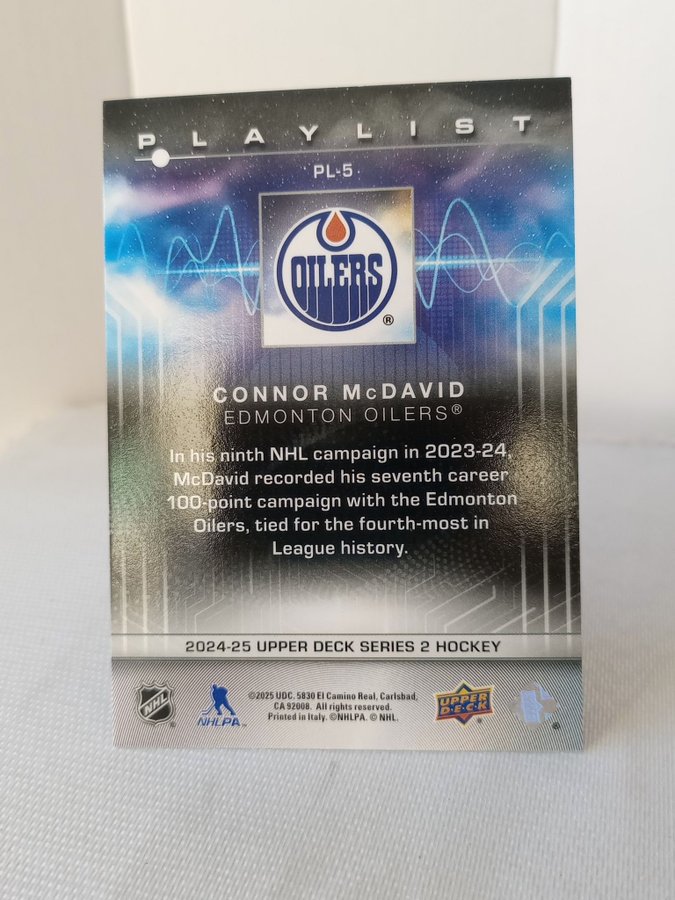 PLAYLIST
PL-5
OILERS
®
CONNOR McDAVID
EDMONTON OILERS®
In his ninth NHL campaign in 2023-24,
McDavid recorded his seventh career
100-point campaign with the Edmonton
Oilers, tied for the fourth-most in
League history.
2024-25 UPPER DECK SERIES 2 HOCKEY
NHL
®
NHLPA™
©2025 UDC. 5830 El Camino Real, Carlsbad,
CA 92008. All rights reserved.
Printed in Italy. ©NHLPA. © NHL.
UPPER
DECK
®